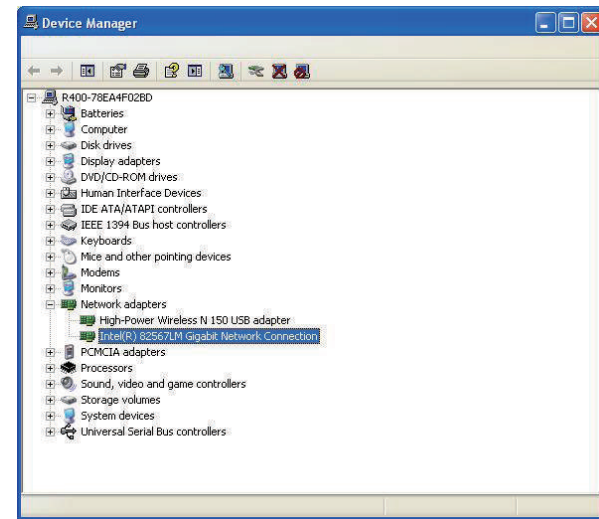 Device Manager
R400-78EA4F02BD
Batteries
Computer
Disk drives
Display adapters
DVD/CD-ROM drives
Human Interface Devices
IDE ATA/ATAPI controllers
IEEE 1394 Bus host controllers
Keyboards
Mice and other pointing devices
Modems
Monitors
Network adapters
High-Power Wireless N 150 USB adapter
Intel(R) 82567LM Gigabit Network Connection
PCMCIA adapters
Processors
Sound, video and game controllers
Storage volumes
System devices
Universal Serial Bus controllers